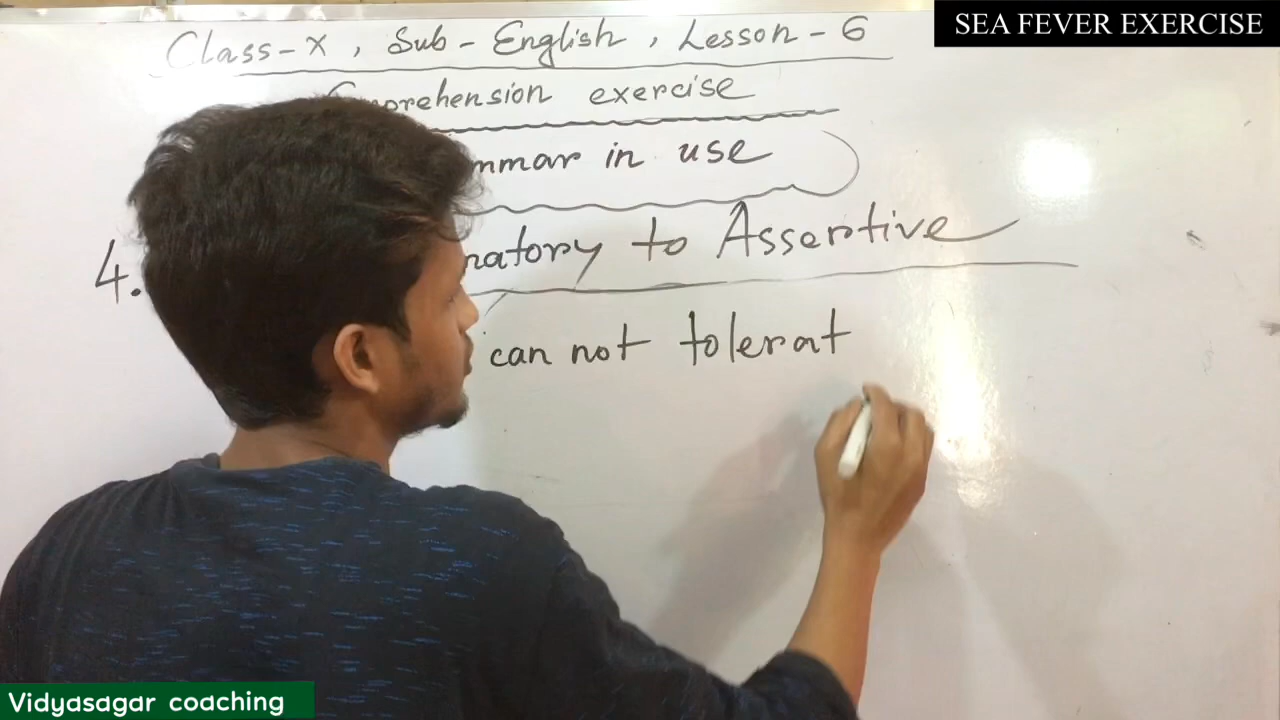 SEA FEVER EXERCISE
Class-X, Sub-English, Lesson-6
Comprehension exercise
mmar in use
4. natory to Assertive
can not tolerat
Vidyasagar coaching